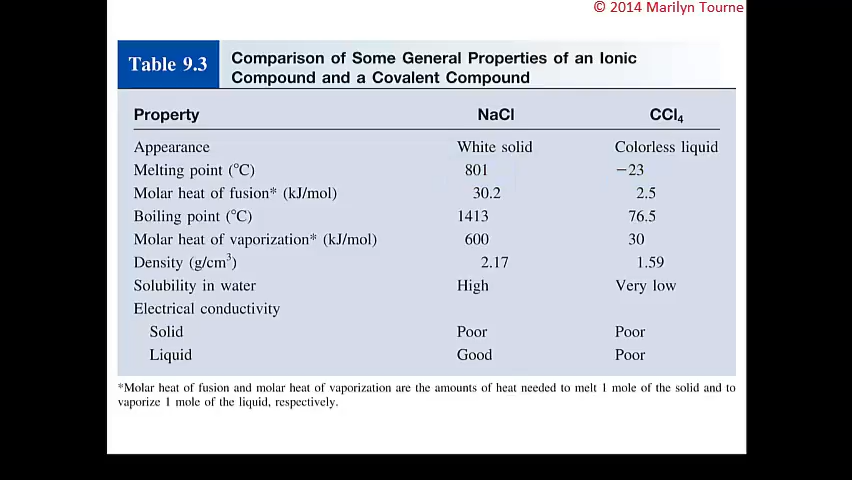 © 2014 Marilyn Tourne
Table 9.3
Comparison of Some General Properties of an Ionic
Compound and a Covalent Compound
Property NaCl CCl₄
Appearance White solid Colorless liquid
Melting point (°C) 801 −23
Molar heat of fusion* (kJ/mol) 30.2 2.5
Boiling point (°C) 1413 76.5
Molar heat of vaporization* (kJ/mol) 600 30
Density (g/cm³) 2.17 1.59
Solubility in water High Very low
Electrical conductivity
Solid Poor Poor
Liquid Good Poor
*Molar heat of fusion and molar heat of vaporization are the amounts of heat needed to melt 1 mole of the solid and to
vaporize 1 mole of the liquid, respectively.